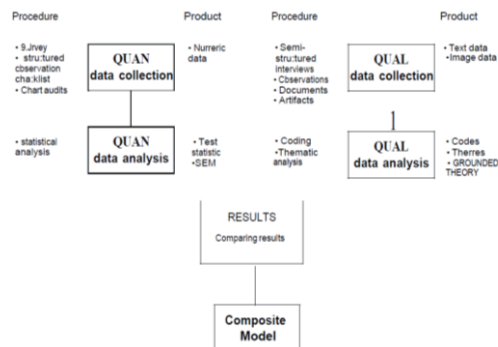 Procedure
Product
Procedure
Product
• 9.Jrvey
• stru:tured
cbservation
cha:klist
• Chart audits
QUAN
data collection
• Nurreric
data
• Semi-
stru:tured
interviews
• Cbservations
• Documents
• Artifacts
QUAL
data collection
• Text data
•Image data
• statistical
analysis
QUAN
data analysis
• Test
statistic
•SEM
• Coding
•Thematic
analysis
QUAL
data analysis
• Codes
• Therres
• GROUNDED
THEORY
RESULTS
Comparing results
Composite
Model